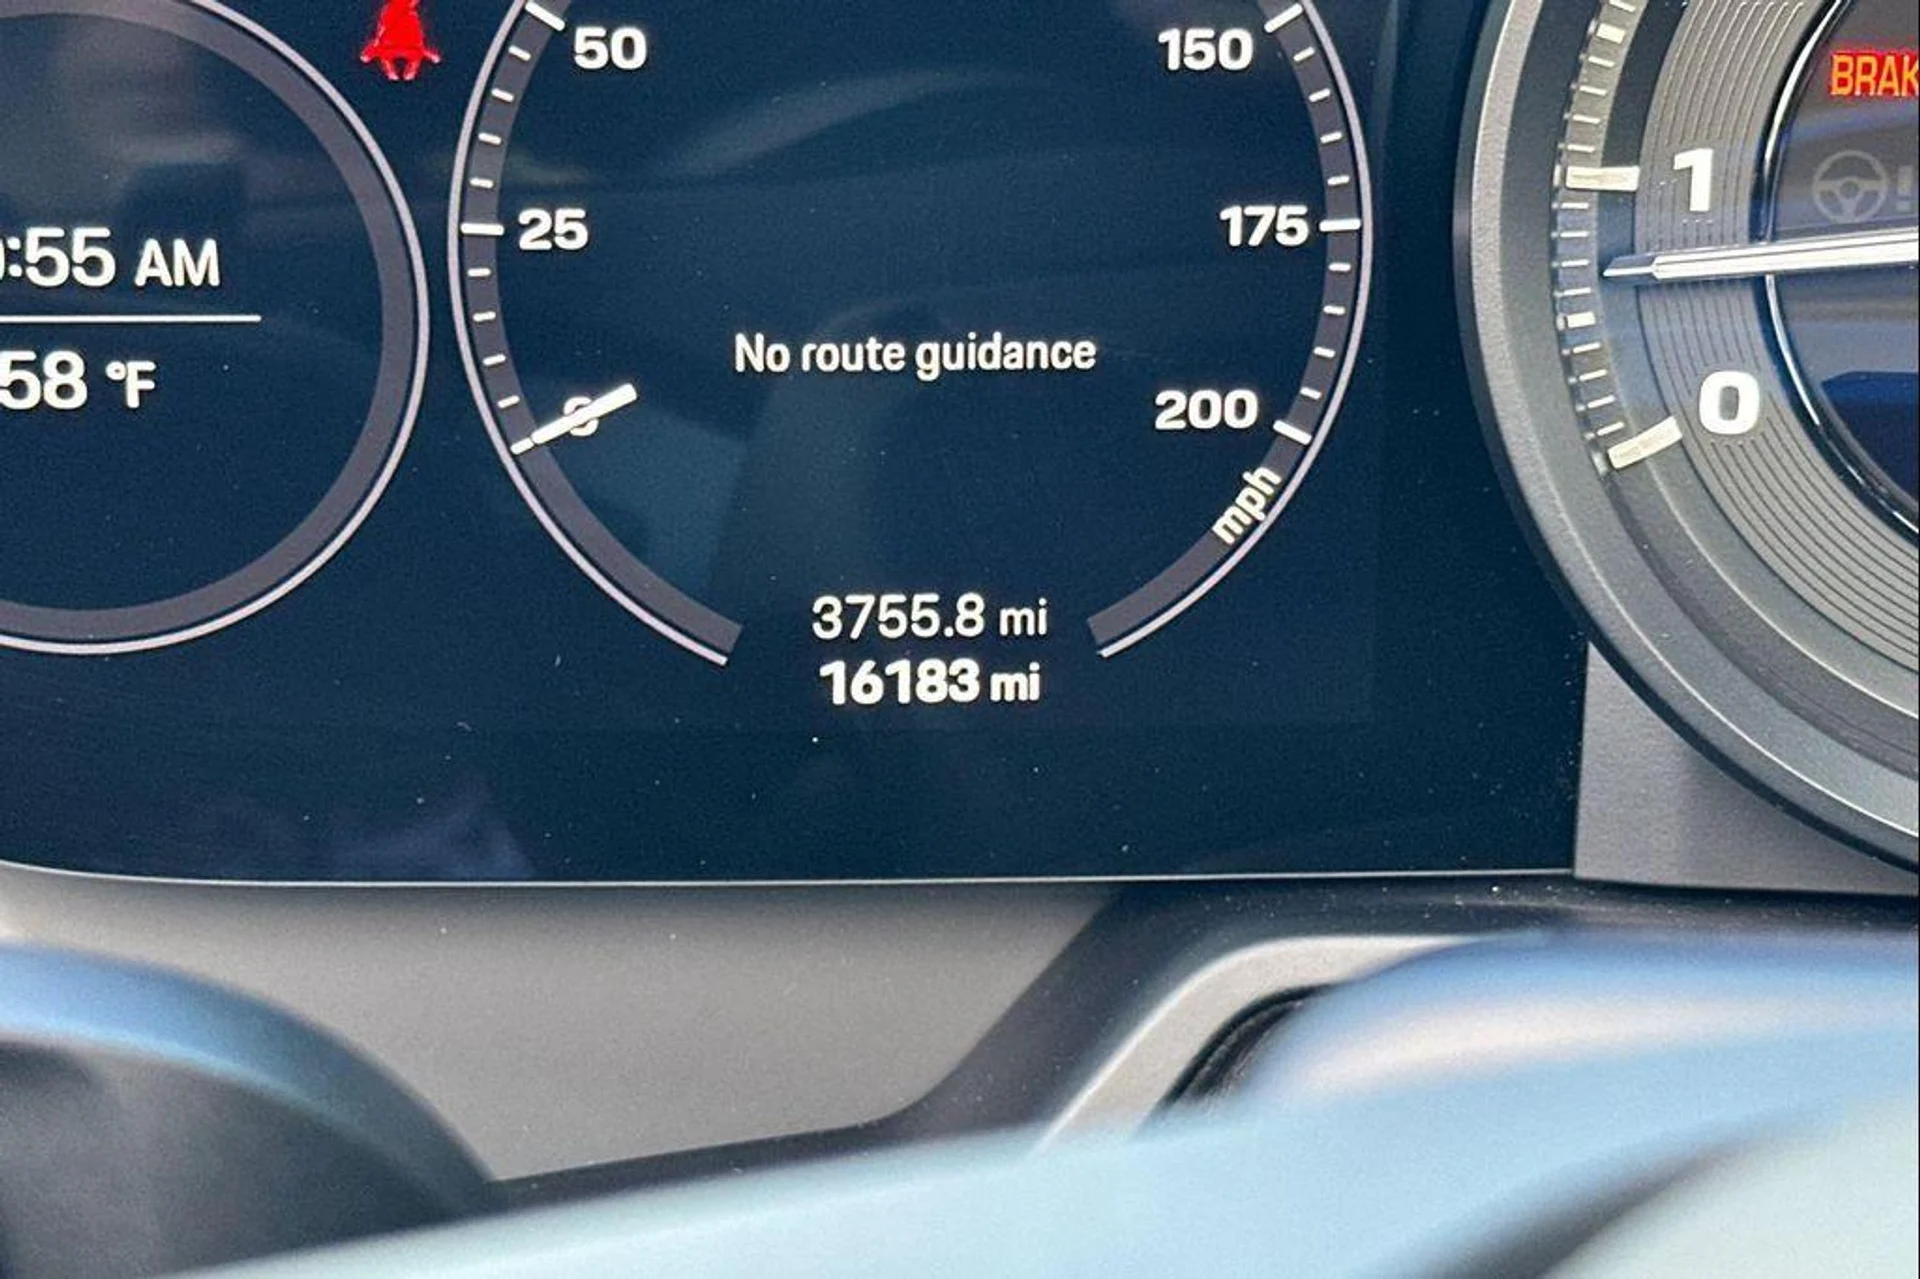 50
150
25
175
:55 AM
58 °F
No route guidance
0
200
mph
3755.8 mi
16183 mi
1
0